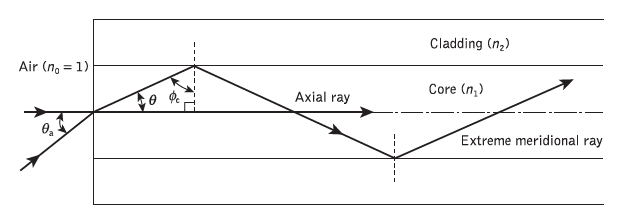 Cladding (n₂)
Air (n₀ = 1)
Core (n₁)
θ ϕc
Axial ray
θa
Extreme meridional ray